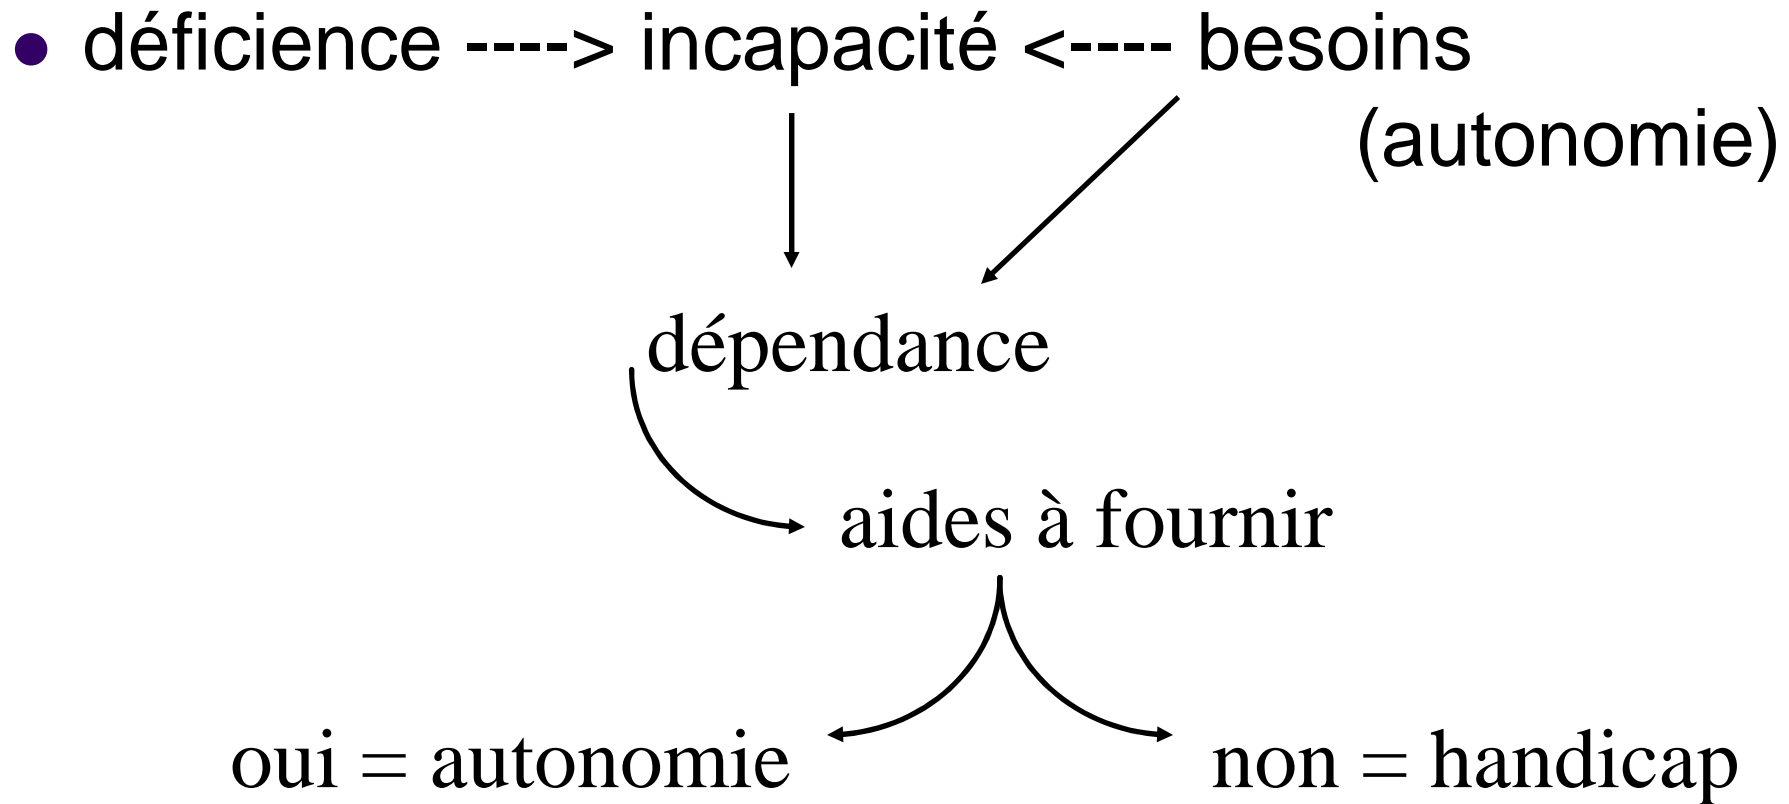 • déficience ----> incapacité <---- besoins
(autonomie)
dépendance
aides à fournir
oui = autonomie non = handicap